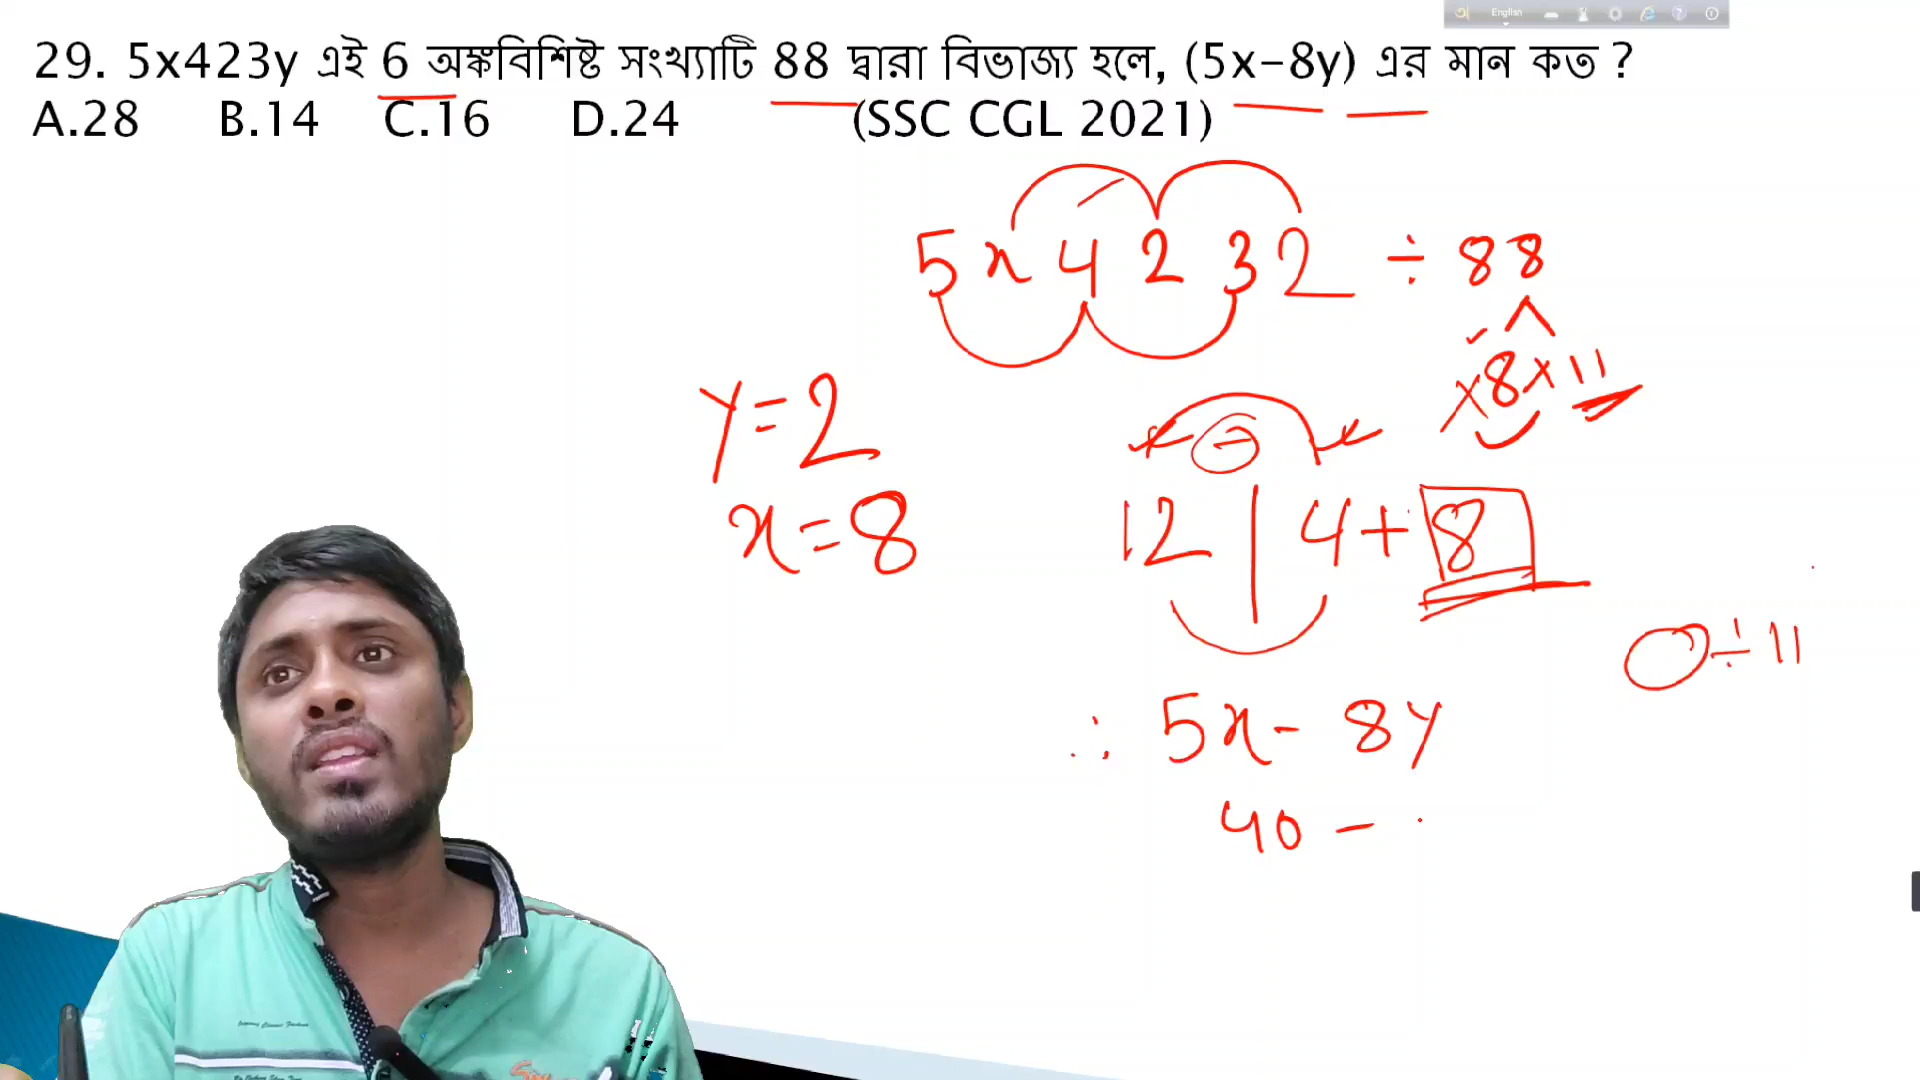 English
29. 5x423y এই 6 অঙ্কবিশিষ্ট সংখ্যাটি 88 দ্বারা বিভাজ্য হলে, (5x-8y) এর মান কত ?
A.28 B.14 C.16 D.24 (SSC CGL 2021)
5x4232 ÷ 88
×8×11
y=2
x=8
12 | 4+8
÷ 11
∴ 5x - 8y
40 -